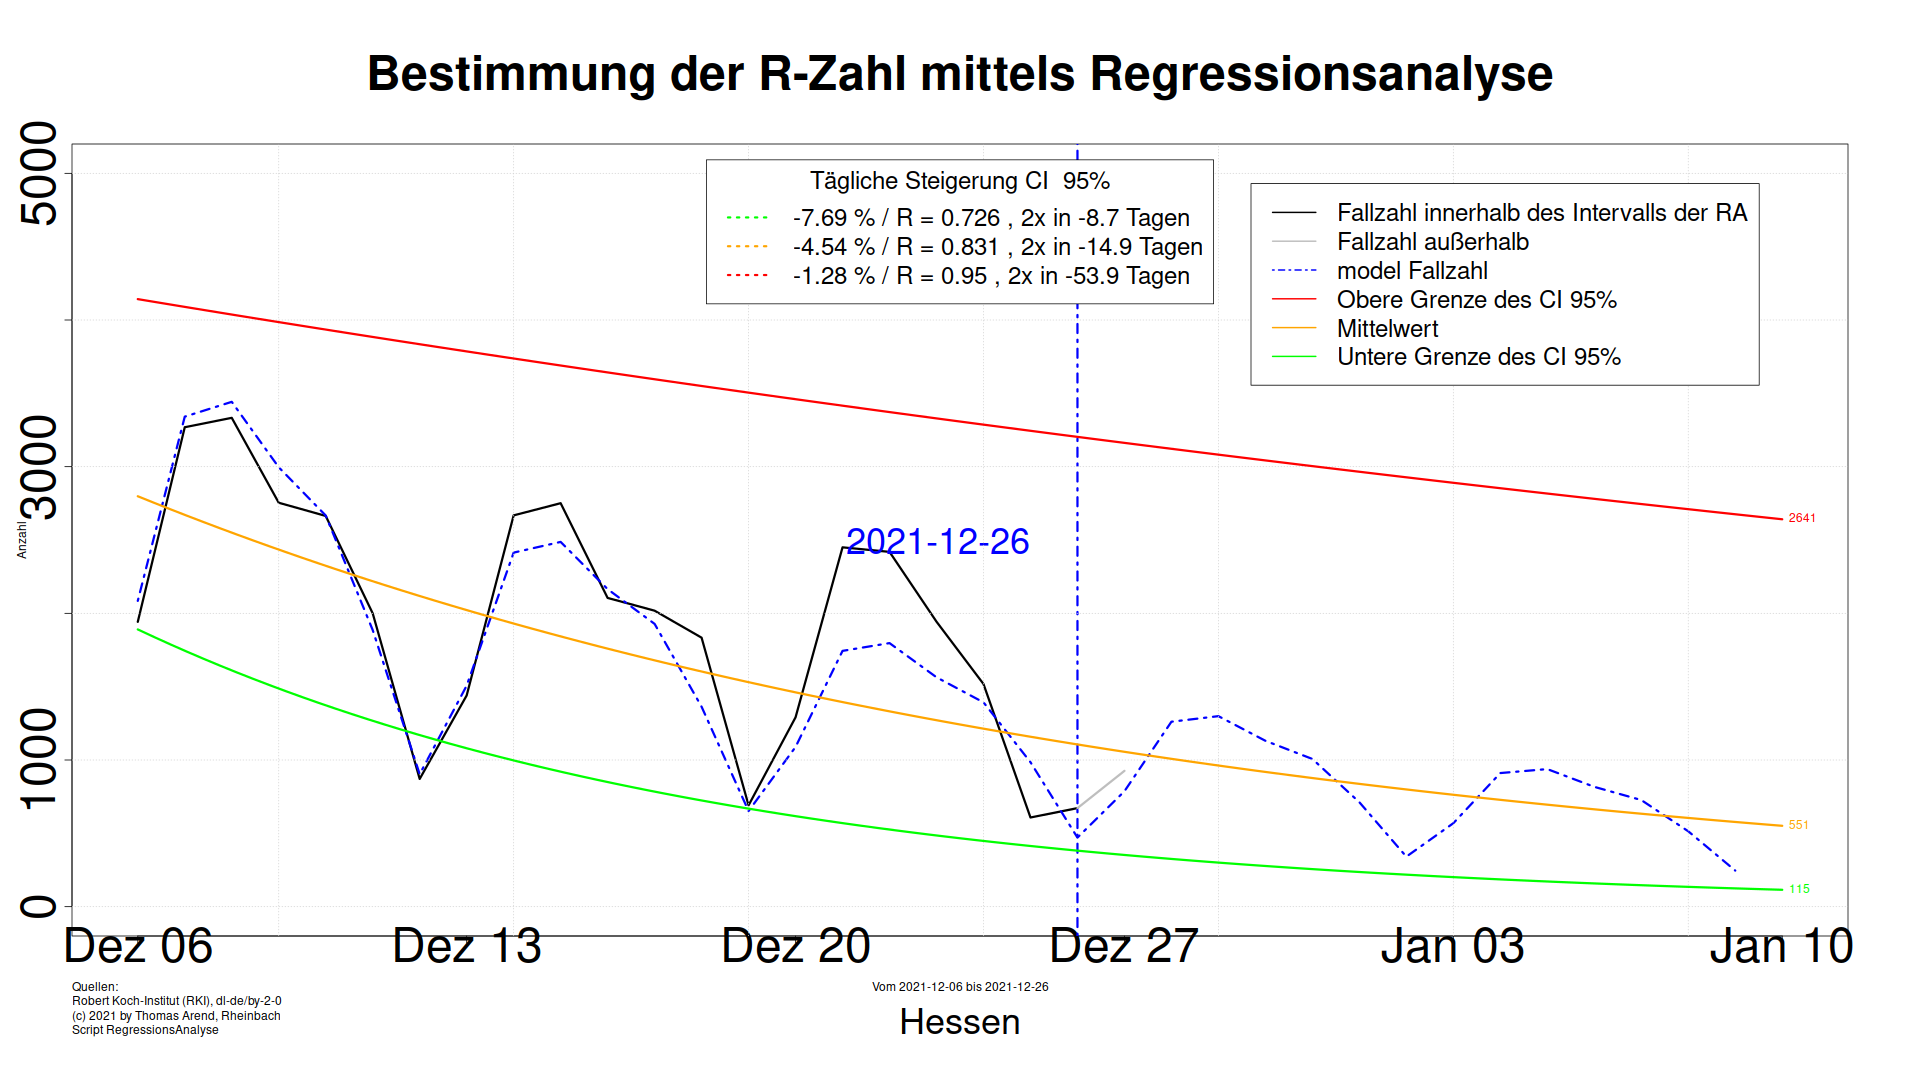 Bestimmung der R-Zahl mittels Regressionsanalyse
5000
3000
1000
0
Anzahl
Tägliche Steigerung CI  95%
-7.69 % / R = 0.726 , 2x in -8.7 Tagen
-4.54 % / R = 0.831 , 2x in -14.9 Tagen
-1.28 % / R = 0.95 , 2x in -53.9 Tagen
Fallzahl innerhalb des Intervalls der RA
Fallzahl außerhalb
model Fallzahl
Obere Grenze des CI 95%
Mittelwert
Untere Grenze des CI 95%
2021-12-26
2641
551
115
Dez 06
Dez 13
Dez 20
Dez 27
Jan 03
Jan 10
Quellen:
Robert Koch-Institut (RKI), dl-de/by-2-0
(c) 2021 by Thomas Arend, Rheinbach
Script RegressionsAnalyse
Vom 2021-12-06 bis 2021-12-26
Hessen